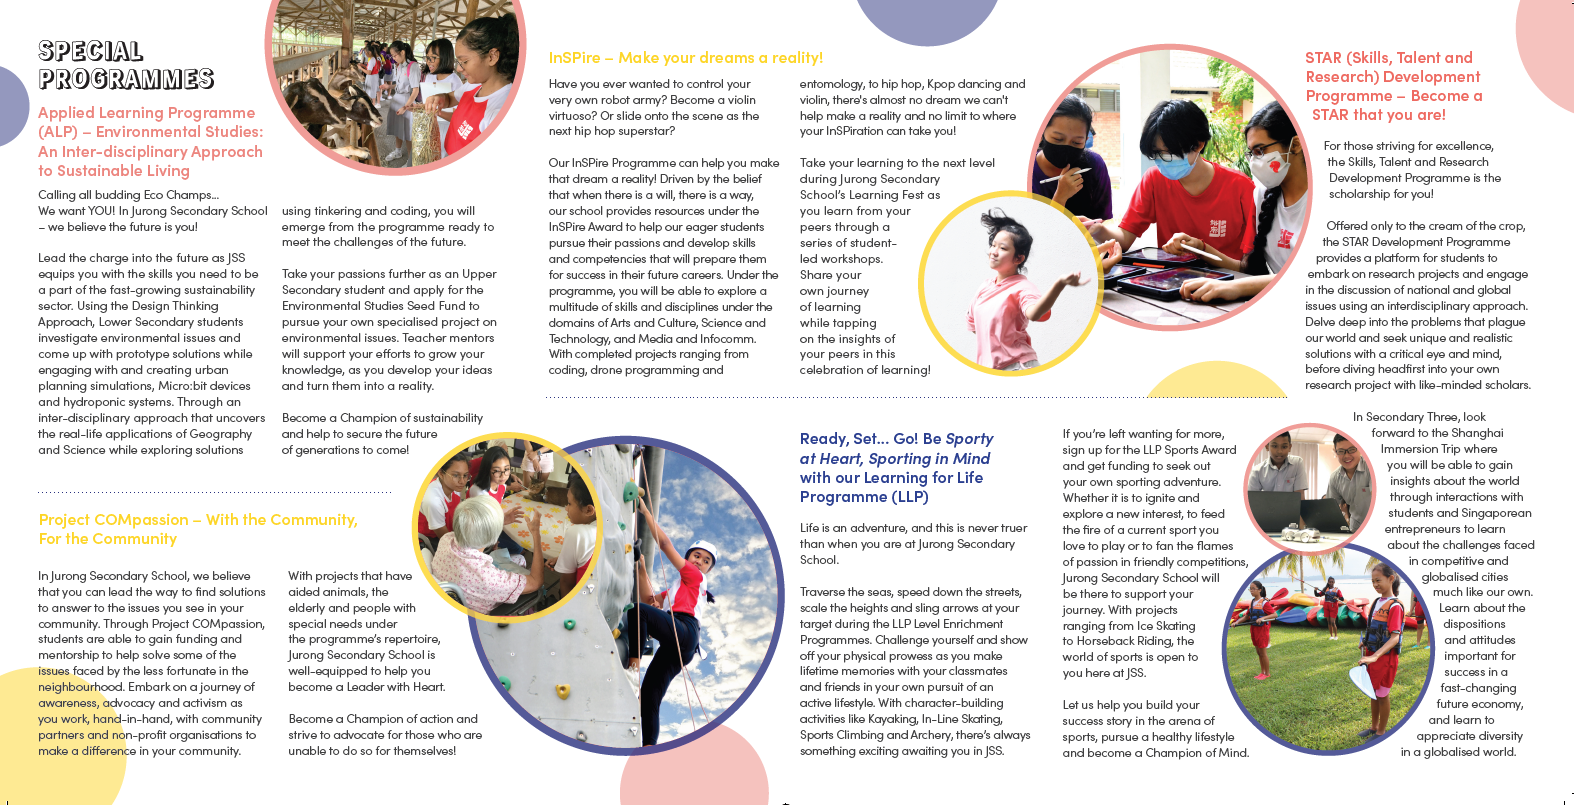 SPECIAL
PROGRAMMES
Applied Learning Programme
(ALP) – Environmental Studies:
An Inter-disciplinary Approach
to Sustainable Living
Calling all budding Eco Champs...
We want YOU! In Jurong Secondary School
– we believe the future is you!
Lead the charge into the future as JSS
equips you with the skills you need to be
a part of the fast-growing sustainability
sector. Using the Design Thinking
Approach, Lower Secondary students
investigate environmental issues and
come up with prototype solutions while
engaging with and creating urban
planning simulations, Micro:bit devices
and hydroponic systems. Through an
inter-disciplinary approach that uncovers
the real-life applications of Geography
and Science while exploring solutions
using tinkering and coding, you will
emerge from the programme ready to
meet the challenges of the future.
Take your passions further as an Upper
Secondary student and apply for the
Environmental Studies Seed Fund to
pursue your own specialised project on
environmental issues. Teacher mentors
will support your efforts to grow your
knowledge, as you develop your ideas
and turn them into a reality.
Become a Champion of sustainability
and help to secure the future
of generations to come!
Project COMpassion – With the Community,
For the Community
In Jurong Secondary School, we believe
that you can lead the way to find solutions
to answer to the issues you see in your
community. Through Project COMpassion,
students are able to gain funding and
mentorship to help solve some of the
issues faced by the less fortunate in the
neighbourhood. Embark on a journey of
awareness, advocacy and activism as
you work, hand-in-hand, with community
partners and non-profit organisations to
make a difference in your community.
With projects that have
aided animals, the
elderly and people with
special needs under
the programme's repertoire,
Jurong Secondary School is
well-equipped to help you
become a Leader with Heart.
Become a Champion of action and
strive to advocate for those who are
unable to do so for themselves!
InSPire – Make your dreams a reality!
Have you ever wanted to control your
very own robot army? Become a violin
virtuoso? Or slide onto the scene as the
next hip hop superstar?
Our InSPire Programme can help you make
that dream a reality! Driven by the belief
that when there is a will, there is a way,
our school provides resources under the
InSPire Award to help our eager students
pursue their passions and develop skills
and competencies that will prepare them
for success in their future careers. Under the
programme, you will be able to explore a
multitude of skills and disciplines under the
domains of Arts and Culture, Science and
Technology, and Media and Infocomm.
With completed projects ranging from
coding, drone programming and
entomology, to hip hop, Kpop dancing and
violin, there's almost no dream we can't
help make a reality and no limit to where
your InSPiration can take you!
Take your learning to the next level
during Jurong Secondary
School's Learning Fest as
you learn from your
peers through a
series of student-
led workshops.
Share your
own journey
of learning
while tapping
on the insights of
your peers in this
celebration of learning!
Ready, Set... Go! Be Sporty
at Heart, Sporting in Mind
with our Learning for Life
Programme (LLP)
Life is an adventure, and this is never truer
than when you are at Jurong Secondary
School.
Traverse the seas, speed down the streets,
scale the heights and sling arrows at your
target during the LLP Level Enrichment
Programmes. Challenge yourself and show
off your physical prowess as you make
lifetime memories with your classmates
and friends in your own pursuit of an
active lifestyle. With character-building
activities like Kayaking, In-Line Skating,
Sports Climbing and Archery, there's always
something exciting awaiting you in JSS.
If you're left wanting for more,
sign up for the LLP Sports Award
and get funding to seek out
your own sporting adventure.
Whether it is to ignite and
explore a new interest, to feed
the fire of a current sport you
love to play or to fan the flames
of passion in friendly competitions,
Jurong Secondary School will
be there to support your
journey. With projects
ranging from Ice Skating
to Horseback Riding, the
world of sports is open to
you here at JSS.
Let us help you build your
success story in the arena of
sports, pursue a healthy lifestyle
and become a Champion of Mind.
STAR (Skills, Talent and
Research) Development
Programme – Become a
STAR that you are!
For those striving for excellence,
the Skills, Talent and Research
Development Programme is the
scholarship for you!
Offered only to the cream of the crop,
the STAR Development Programme
provides a platform for students to
embark on research projects and engage
in the discussion of national and global
issues using an interdisciplinary approach.
Delve deep into the problems that plague
our world and seek unique and realistic
solutions with a critical eye and mind,
before diving headfirst into your own
research project with like-minded scholars.
In Secondary Three, look
forward to the Shanghai
Immersion Trip where
you will be able to gain
insights about the world
through interactions with
students and Singaporean
entrepreneurs to learn
about the challenges faced
in competitive and
globalised cities
much like our own.
Learn about the
dispositions
and attitudes
important for
success in a
fast-changing
future economy,
and learn to
appreciate diversity
in a globalised world.